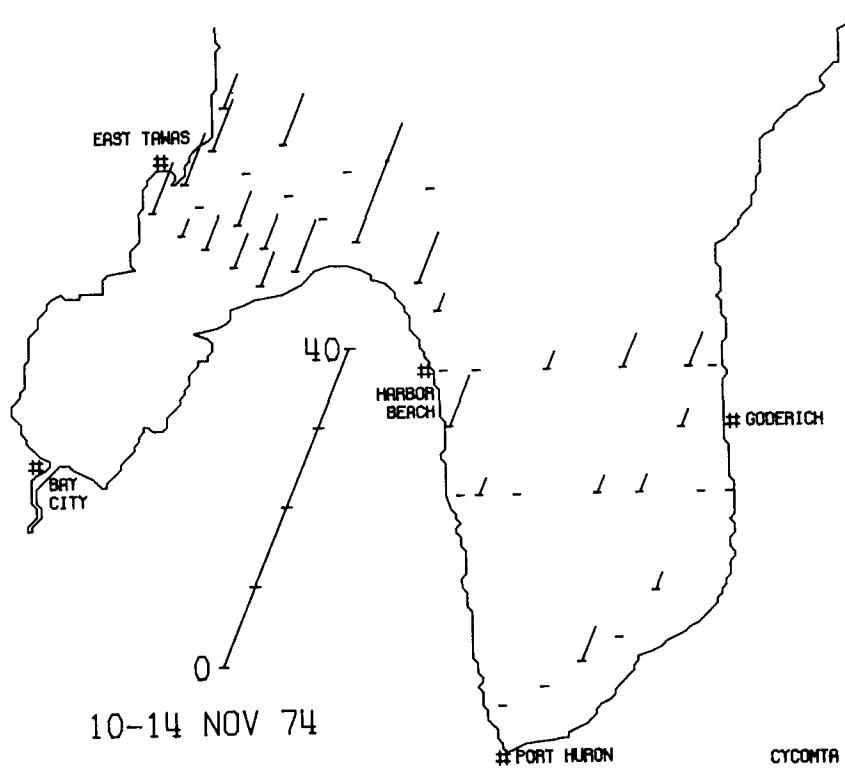 EAST TAWAS
40
HARBOR
BEACH
GODERICH
BAY
CITY
0
10-14 NOV 74
PORT HURON
CYCOMTA